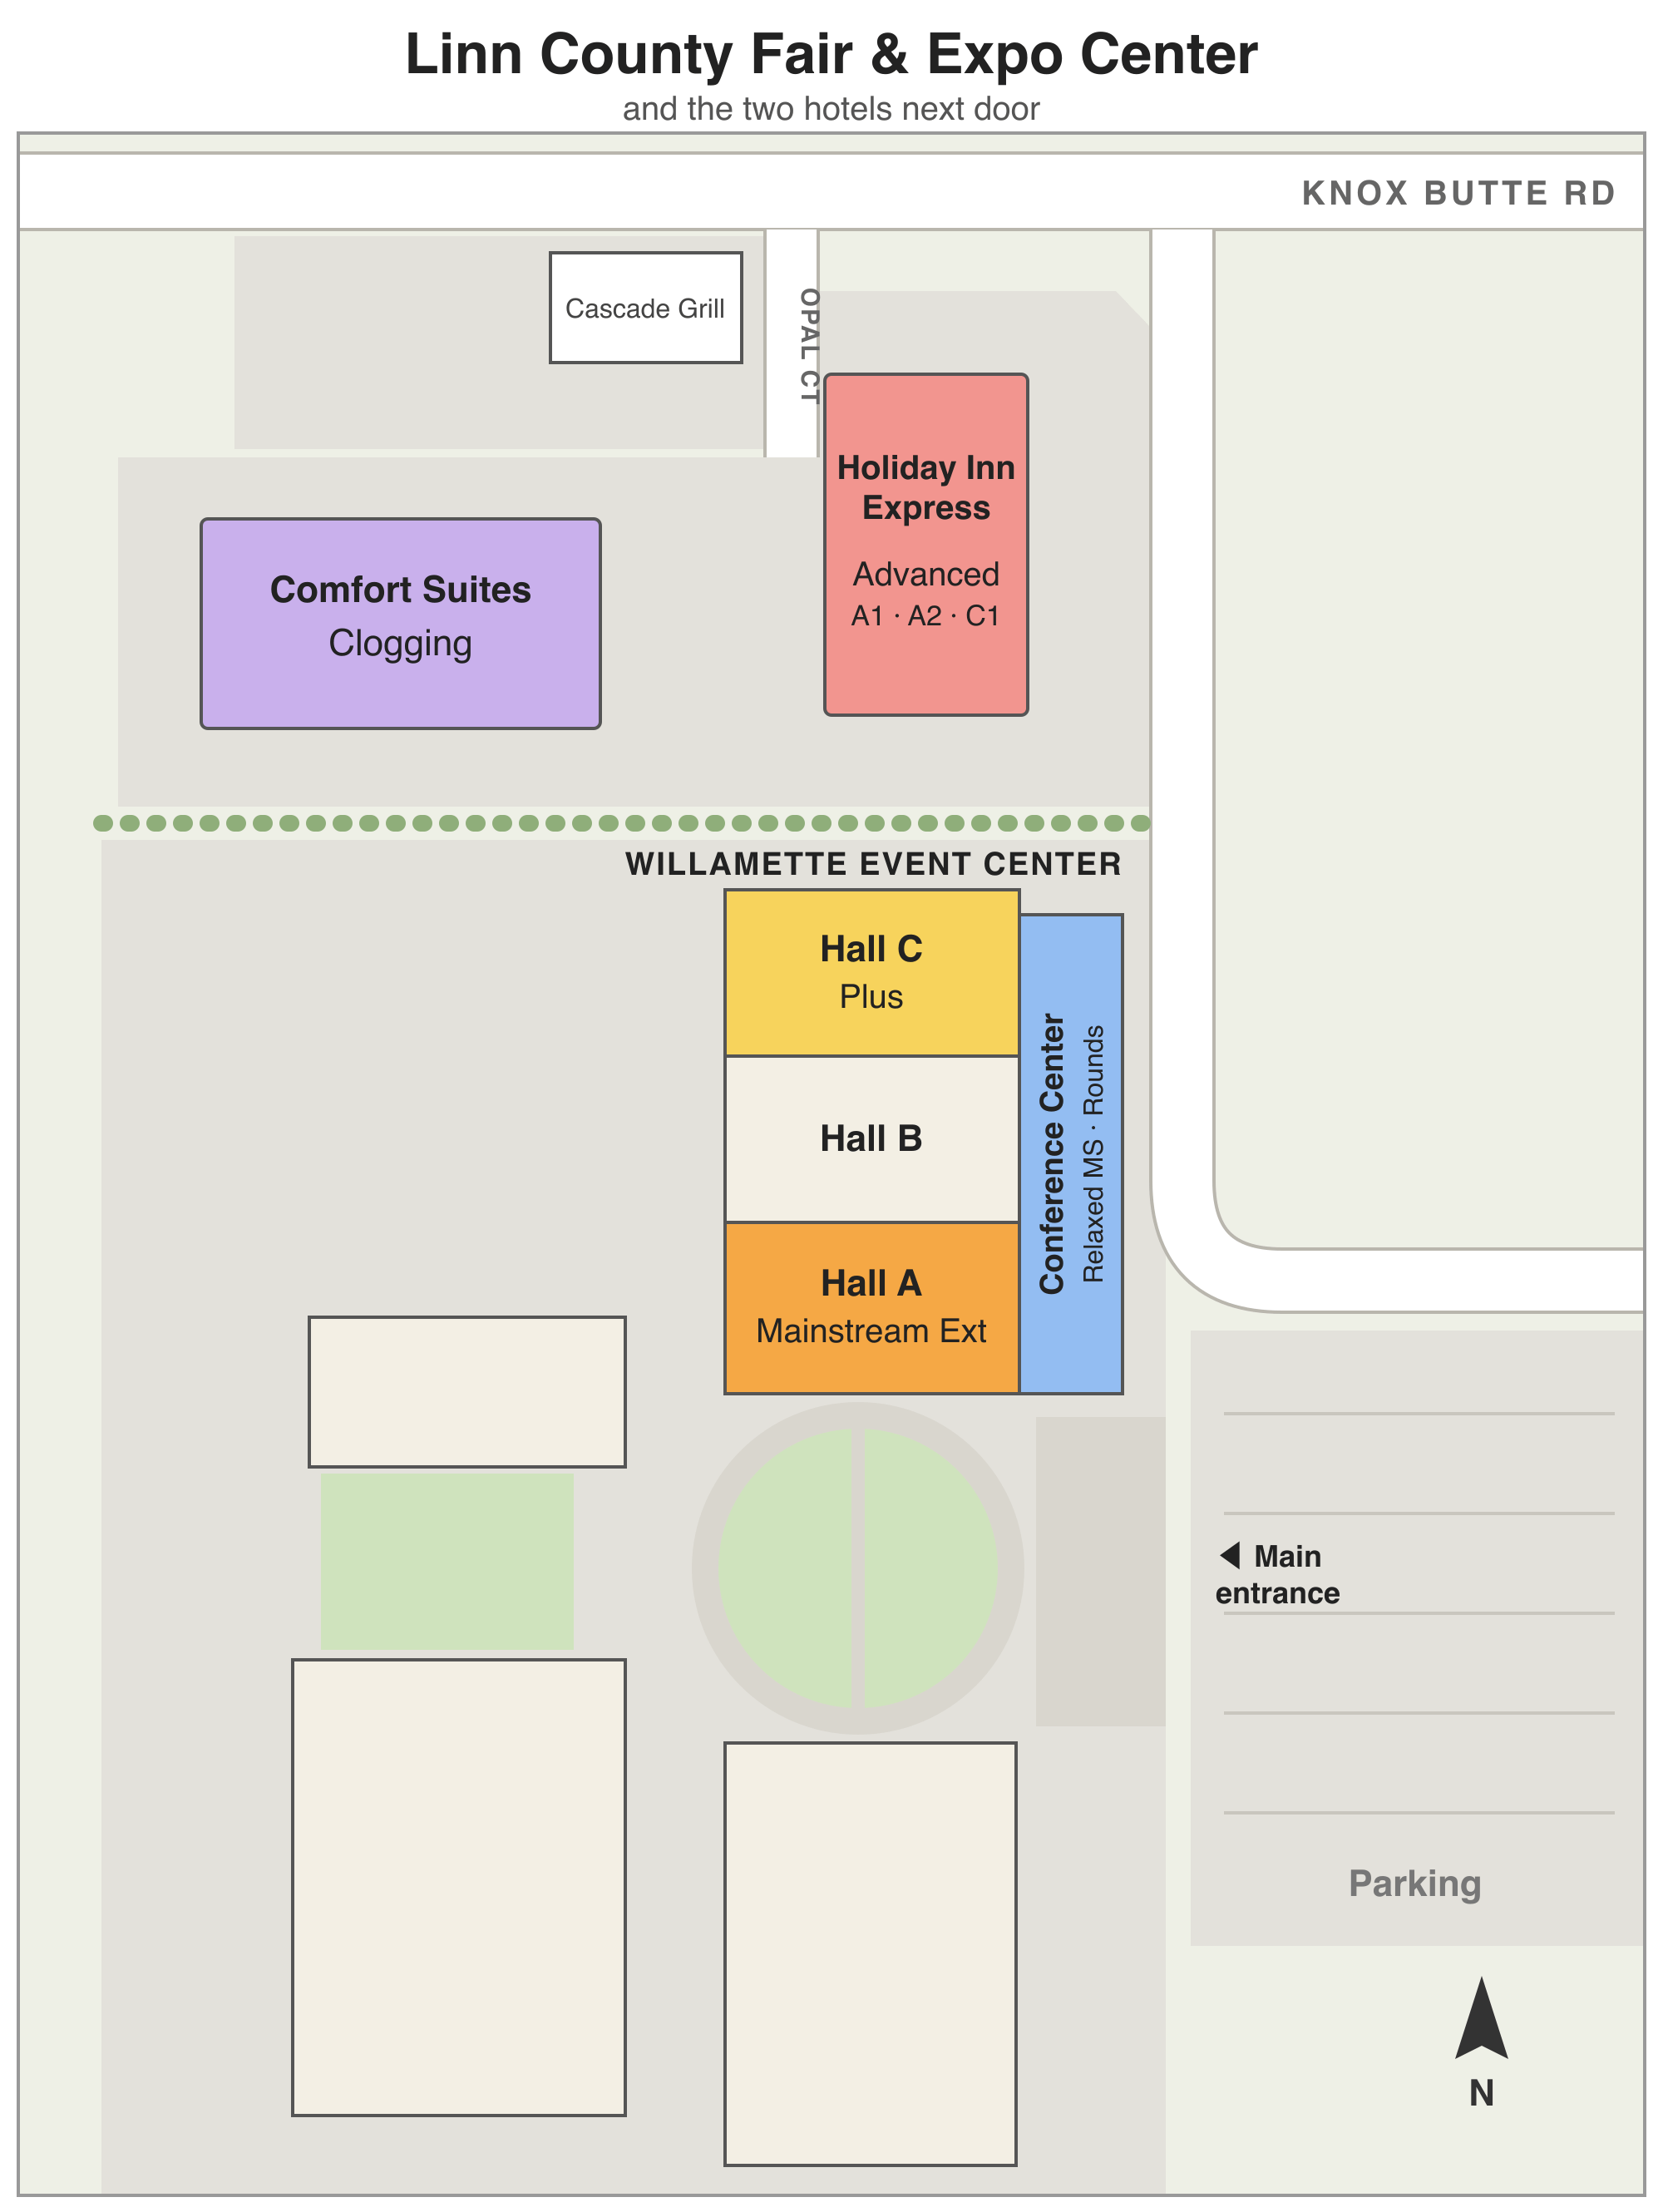 Linn County Fair & Expo Center
and the two hotels next door
KNOX BUTTE RD
Cascade Grill
OPAL CT
Holiday Inn
Express
Advanced
A1 · A2 · C1
Comfort Suites
Clogging
WILLAMETTE EVENT CENTER
Hall C
Plus
Hall B
Hall A
Mainstream Ext
Conference Center
Relaxed MS · Rounds
Main
entrance
Parking
N